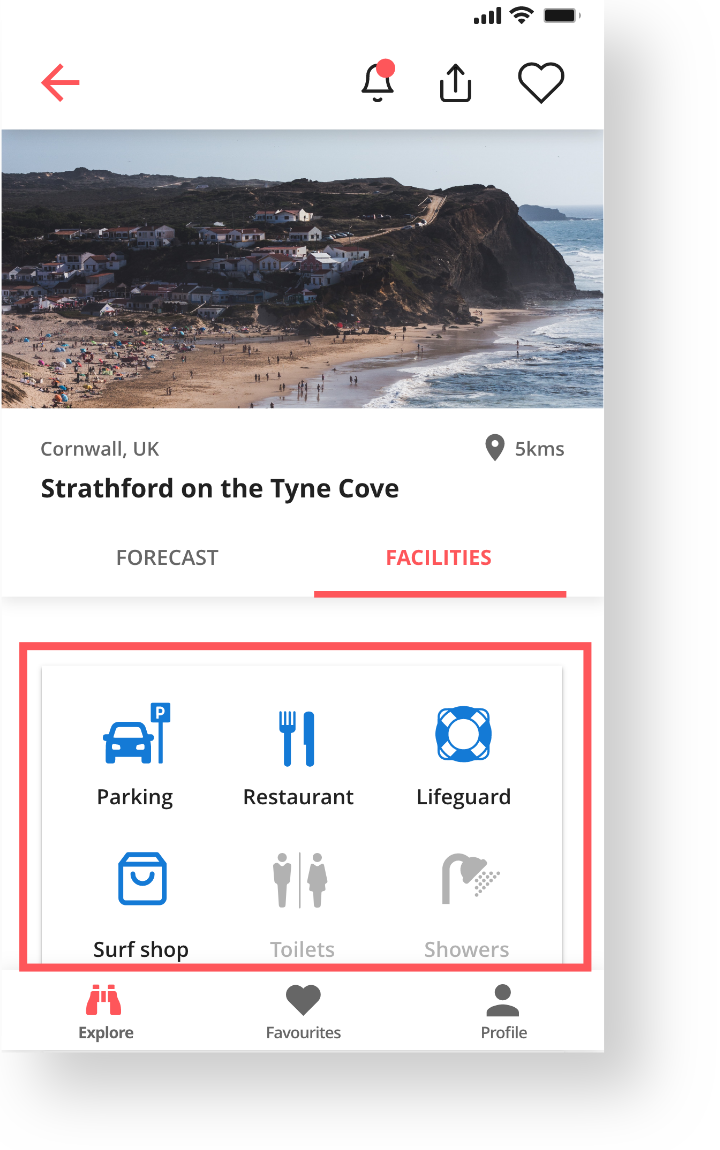 Cornwall, UK
5kms
Strathford on the Tyne Cove
FORECAST
FACILITIES
P
Parking
Restaurant
Lifeguard
Surf shop
Toilets
Showers
Explore
Favourites
Profile